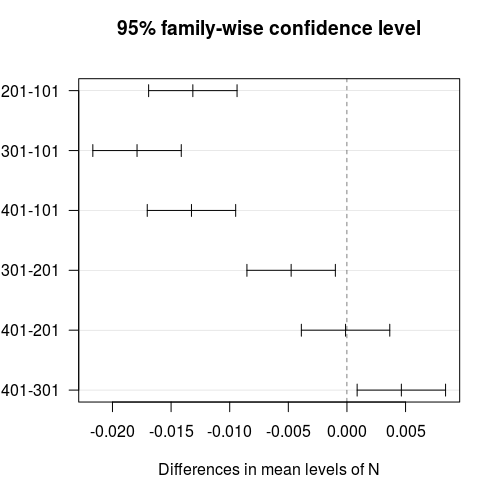 95% family-wise confidence level
201-101
301-101
401-101
301-201
401-201
401-301
-0.020 -0.015 -0.010 -0.005 0.000 0.005
Differences in mean levels of N